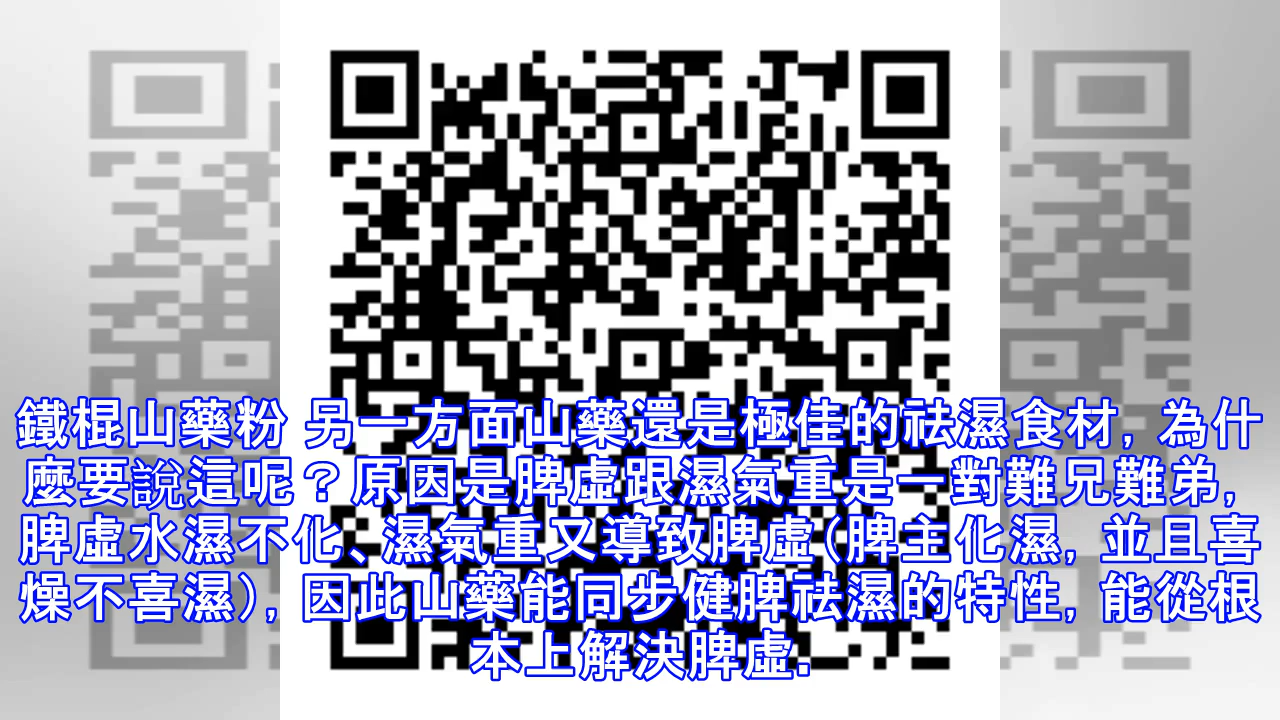 鐵棍山藥粉 另一方面山藥還是極佳的祛濕食材, 為什
麼要說這呢？原因是脾虛跟濕氣重是一對難兄難弟,
脾虛水濕不化、濕氣重又導致脾虛(脾主化濕, 並且喜
燥不喜濕), 因此山藥能同步健脾祛濕的特性, 能從根
本上解決脾虛.